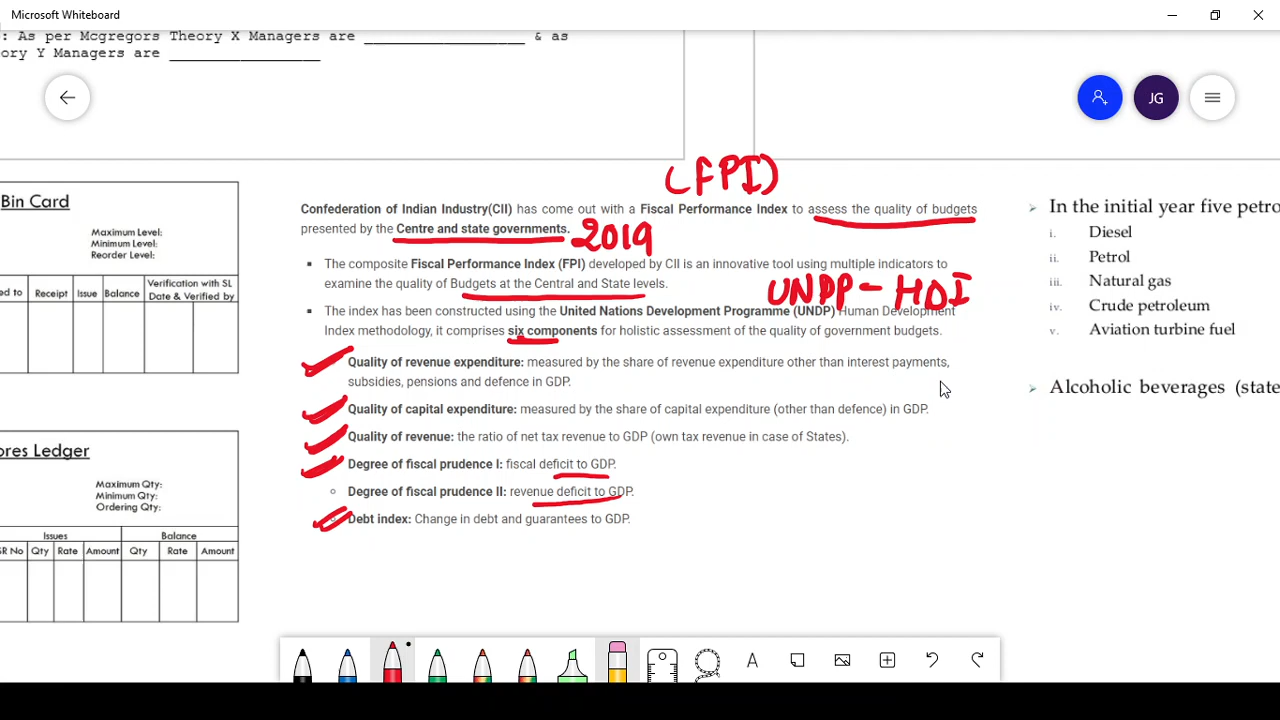 Microsoft Whiteboard
: As per Mcgregors Theory X Managers are ____________________ & as
ory Y Managers are ___________________
JG
(FPI)
Bin Card
Maximum Level:
Minimum Level:
Reorder Level:
ed to Receipt Issue Balance Verification with SL
Date & Verified by
ores Ledger
Maximum Qty:
Minimum Qty:
Ordering Qty:
Issues Balance
SR No Qty Rate Amount Qty Rate Amount
Confederation of Indian Industry(CII) has come out with a Fiscal Performance Index to assess the quality of budgets
presented by the Centre and state governments. 2019
▪ The composite Fiscal Performance Index (FPI) developed by CII is an innovative tool using multiple indicators to
examine the quality of Budgets at the Central and State levels.
UNDP - HDI
▪ The index has been constructed using the United Nations Development Programme (UNDP) Human Development
Index methodology, it comprises six components for holistic assessment of the quality of government budgets.
Quality of revenue expenditure: measured by the share of revenue expenditure other than interest payments,
subsidies, pensions and defence in GDP.
Quality of capital expenditure: measured by the share of capital expenditure (other than defence) in GDP.
Quality of revenue: the ratio of net tax revenue to GDP (own tax revenue in case of States).
Degree of fiscal prudence I: fiscal deficit to GDP.
○ Degree of fiscal prudence II: revenue deficit to GDP.
Debt index: Change in debt and guarantees to GDP.
➢ In the initial year five petro
i. Diesel
ii. Petrol
iii. Natural gas
iv. Crude petroleum
v. Aviation turbine fuel
➢ Alcoholic beverages (state
A